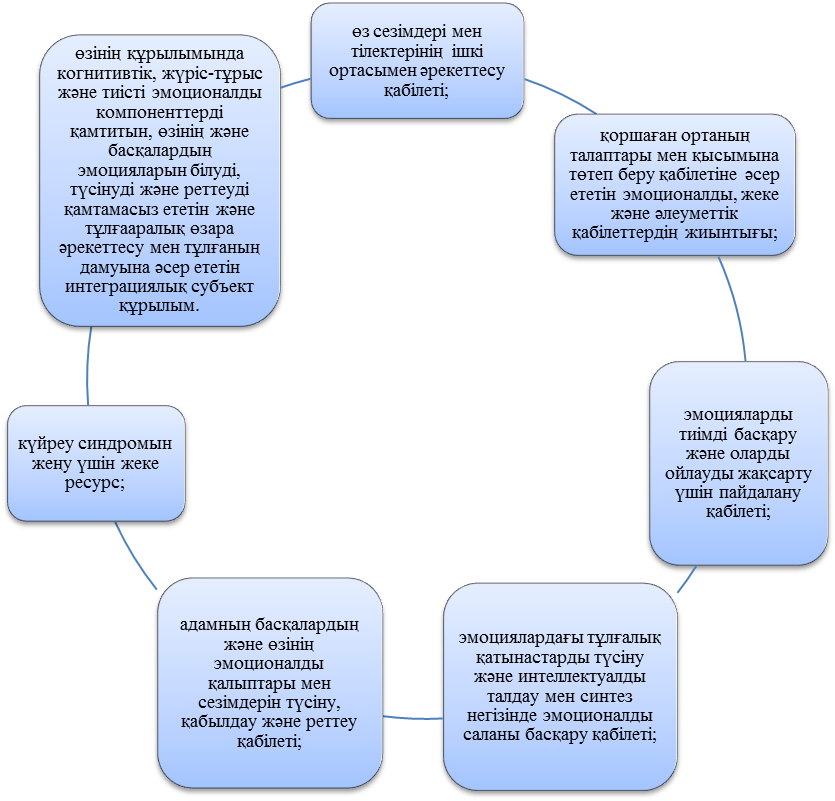 өз сезімдері мен
тілектерінің ішкі
ортасымен әрекеттесу
қабілеті;
қоршаған ортаның
талаптары мен қысымына
төтеп беру қабілетіне әсер
ететін эмоционалды, жеке
және әлеуметтік
қабілеттердің жиынтығы;
эмоцияларды
тиімді басқару
және оларды
ойлауды жақсарту
үшін пайдалану
қабілеті;
эмоциялардағы тұлғалық
қатынастарды түсіну
және интеллектуалды
талдау мен синтез
негізінде эмоционалды
саланы басқару қабілеті;
адамның басқалардың
және өзінің
эмоционалды
қалыптары мен
сезімдерін түсіну,
қабылдау және реттеу
қабілеті;
күйреу синдромын
жену үшін жеке
ресурс;
өзінің құрылымында
когнитивтік, жүріс-тұрыс
және тиісті эмоционалды
компоненттерді
қамтитын, өзінің және
басқалардың
эмоцияларын білуді,
түсінуді және реттеуді
қамтамасыз ететін және
тұлғааралық өзара
әрекеттесу мен тұлғаның
дамуына әсер ететін
интеграциялық субъект
құрылым.